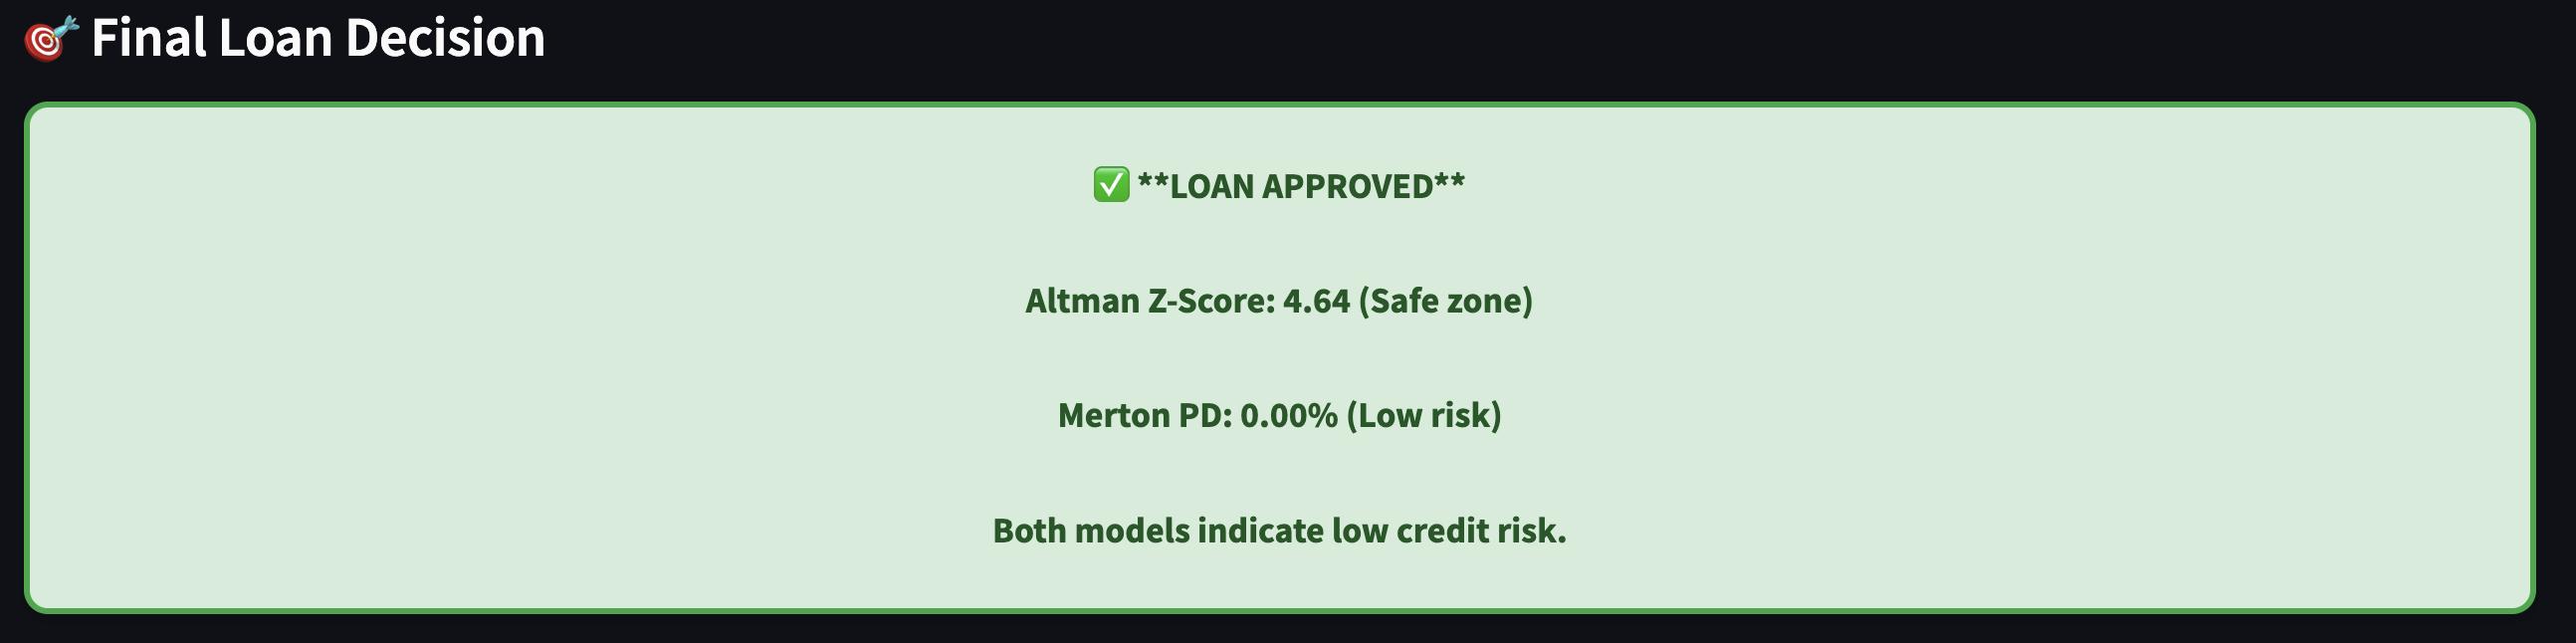 🎯 Final Loan Decision
✅ **LOAN APPROVED**
Altman Z-Score: 4.64 (Safe zone)
Merton PD: 0.00% (Low risk)
Both models indicate low credit risk.